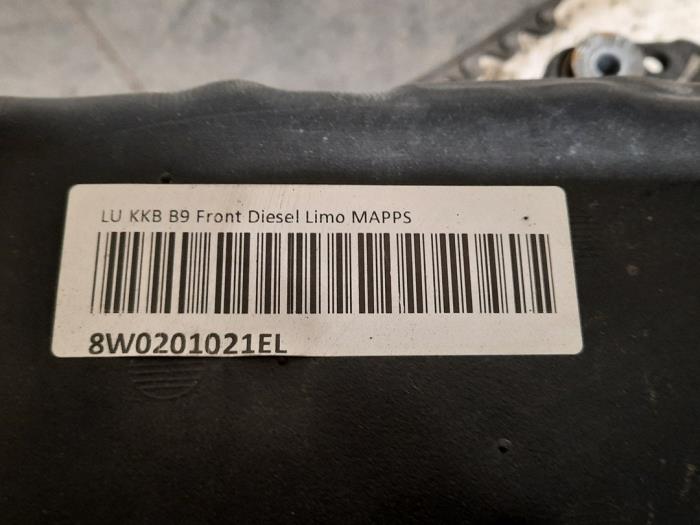 LU KKB B9 Front Diesel Limo MAPPS
8W0201021EL